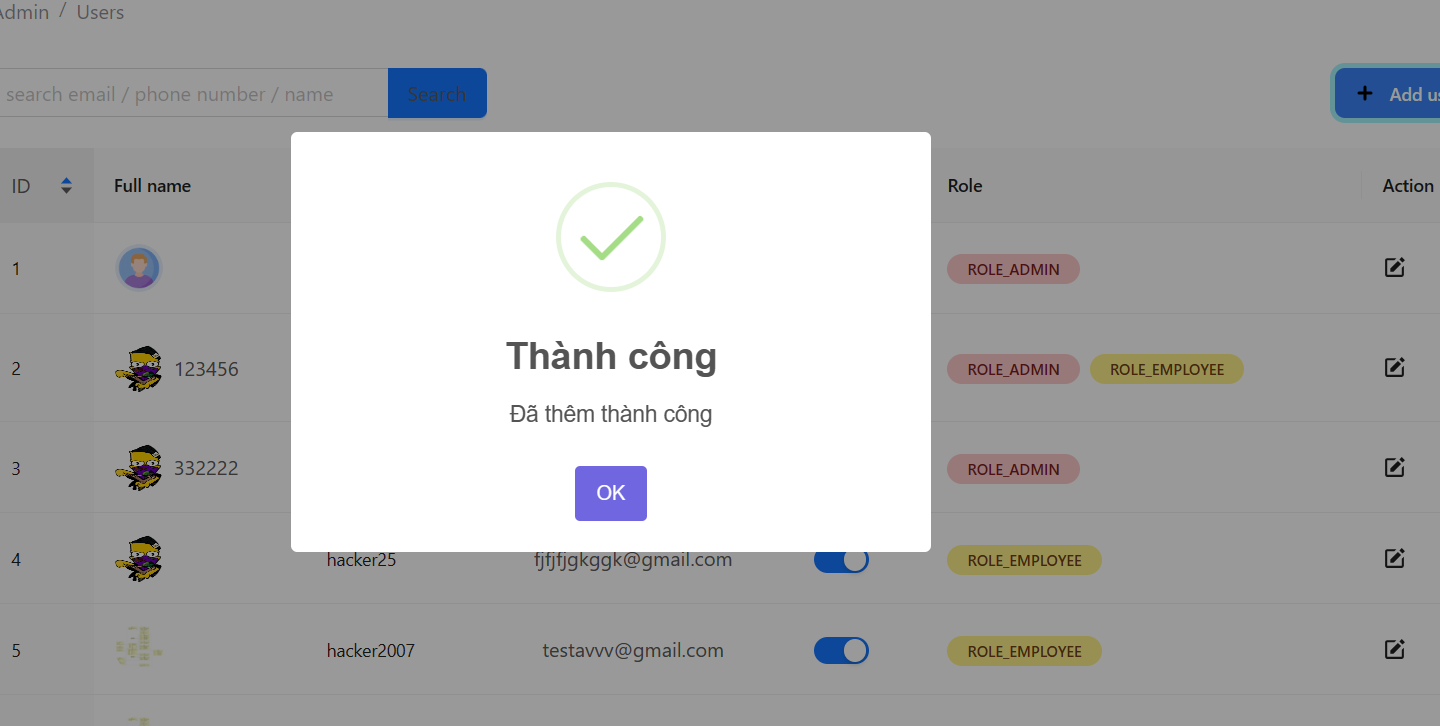 Admin / Users
search email / phone number / name Search Add
ID Full name Role Action
1 ROLE_ADMIN
Thành công
2 123456 ROLE_ADMIN ROLE_EMPLOYEE
Đã thêm thành công
3 332222 ROLE_ADMIN
OK
4 hacker25 fjfjfjgkggk@gmail.com ROLE_EMPLOYEE
5 hacker2007 testavvv@gmail.com ROLE_EMPLOYEE